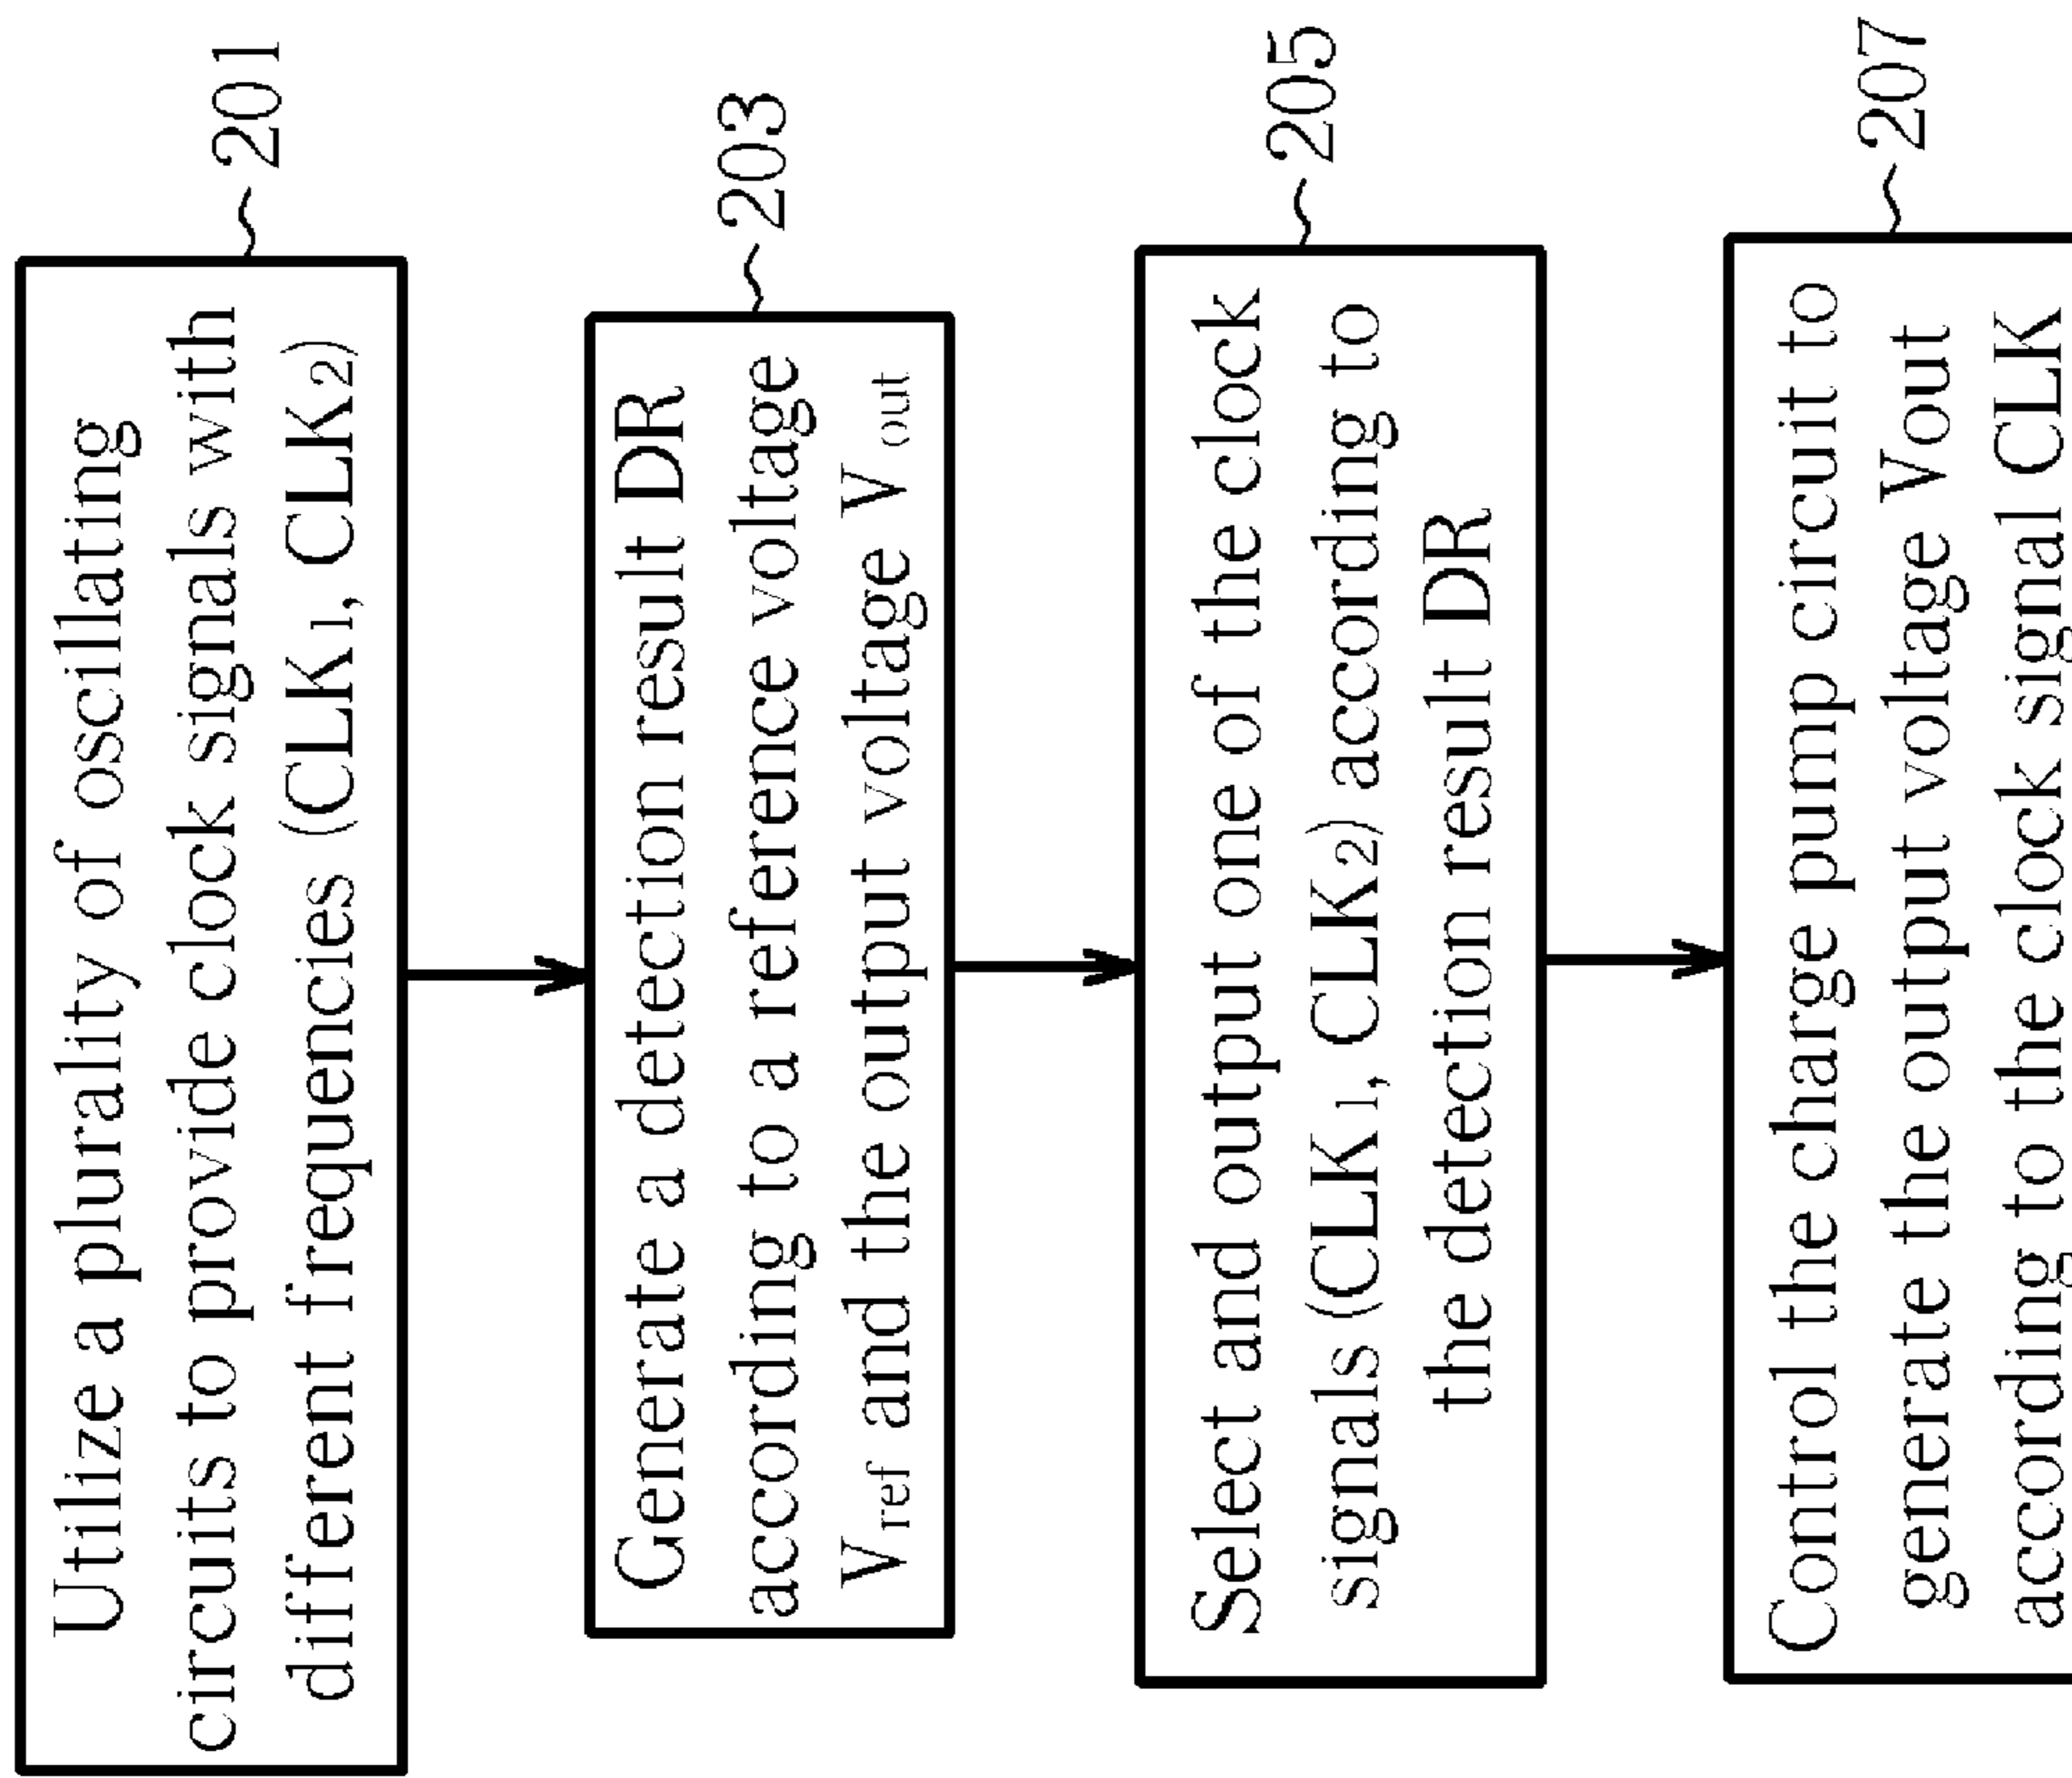 Utilize a plurality of oscillating
circuits to provide clock signals with
different frequencies (CLK1, CLK2)
201
Generate a detection result DR
according to a reference voltage
Vref and the output voltage Vout
203
Select and output one of the clock
signals (CLK1, CLK2) according to
the detection result DR
205
Control the charge pump circuit to
generate the output voltage Vout
according to the clock signal CLK
207